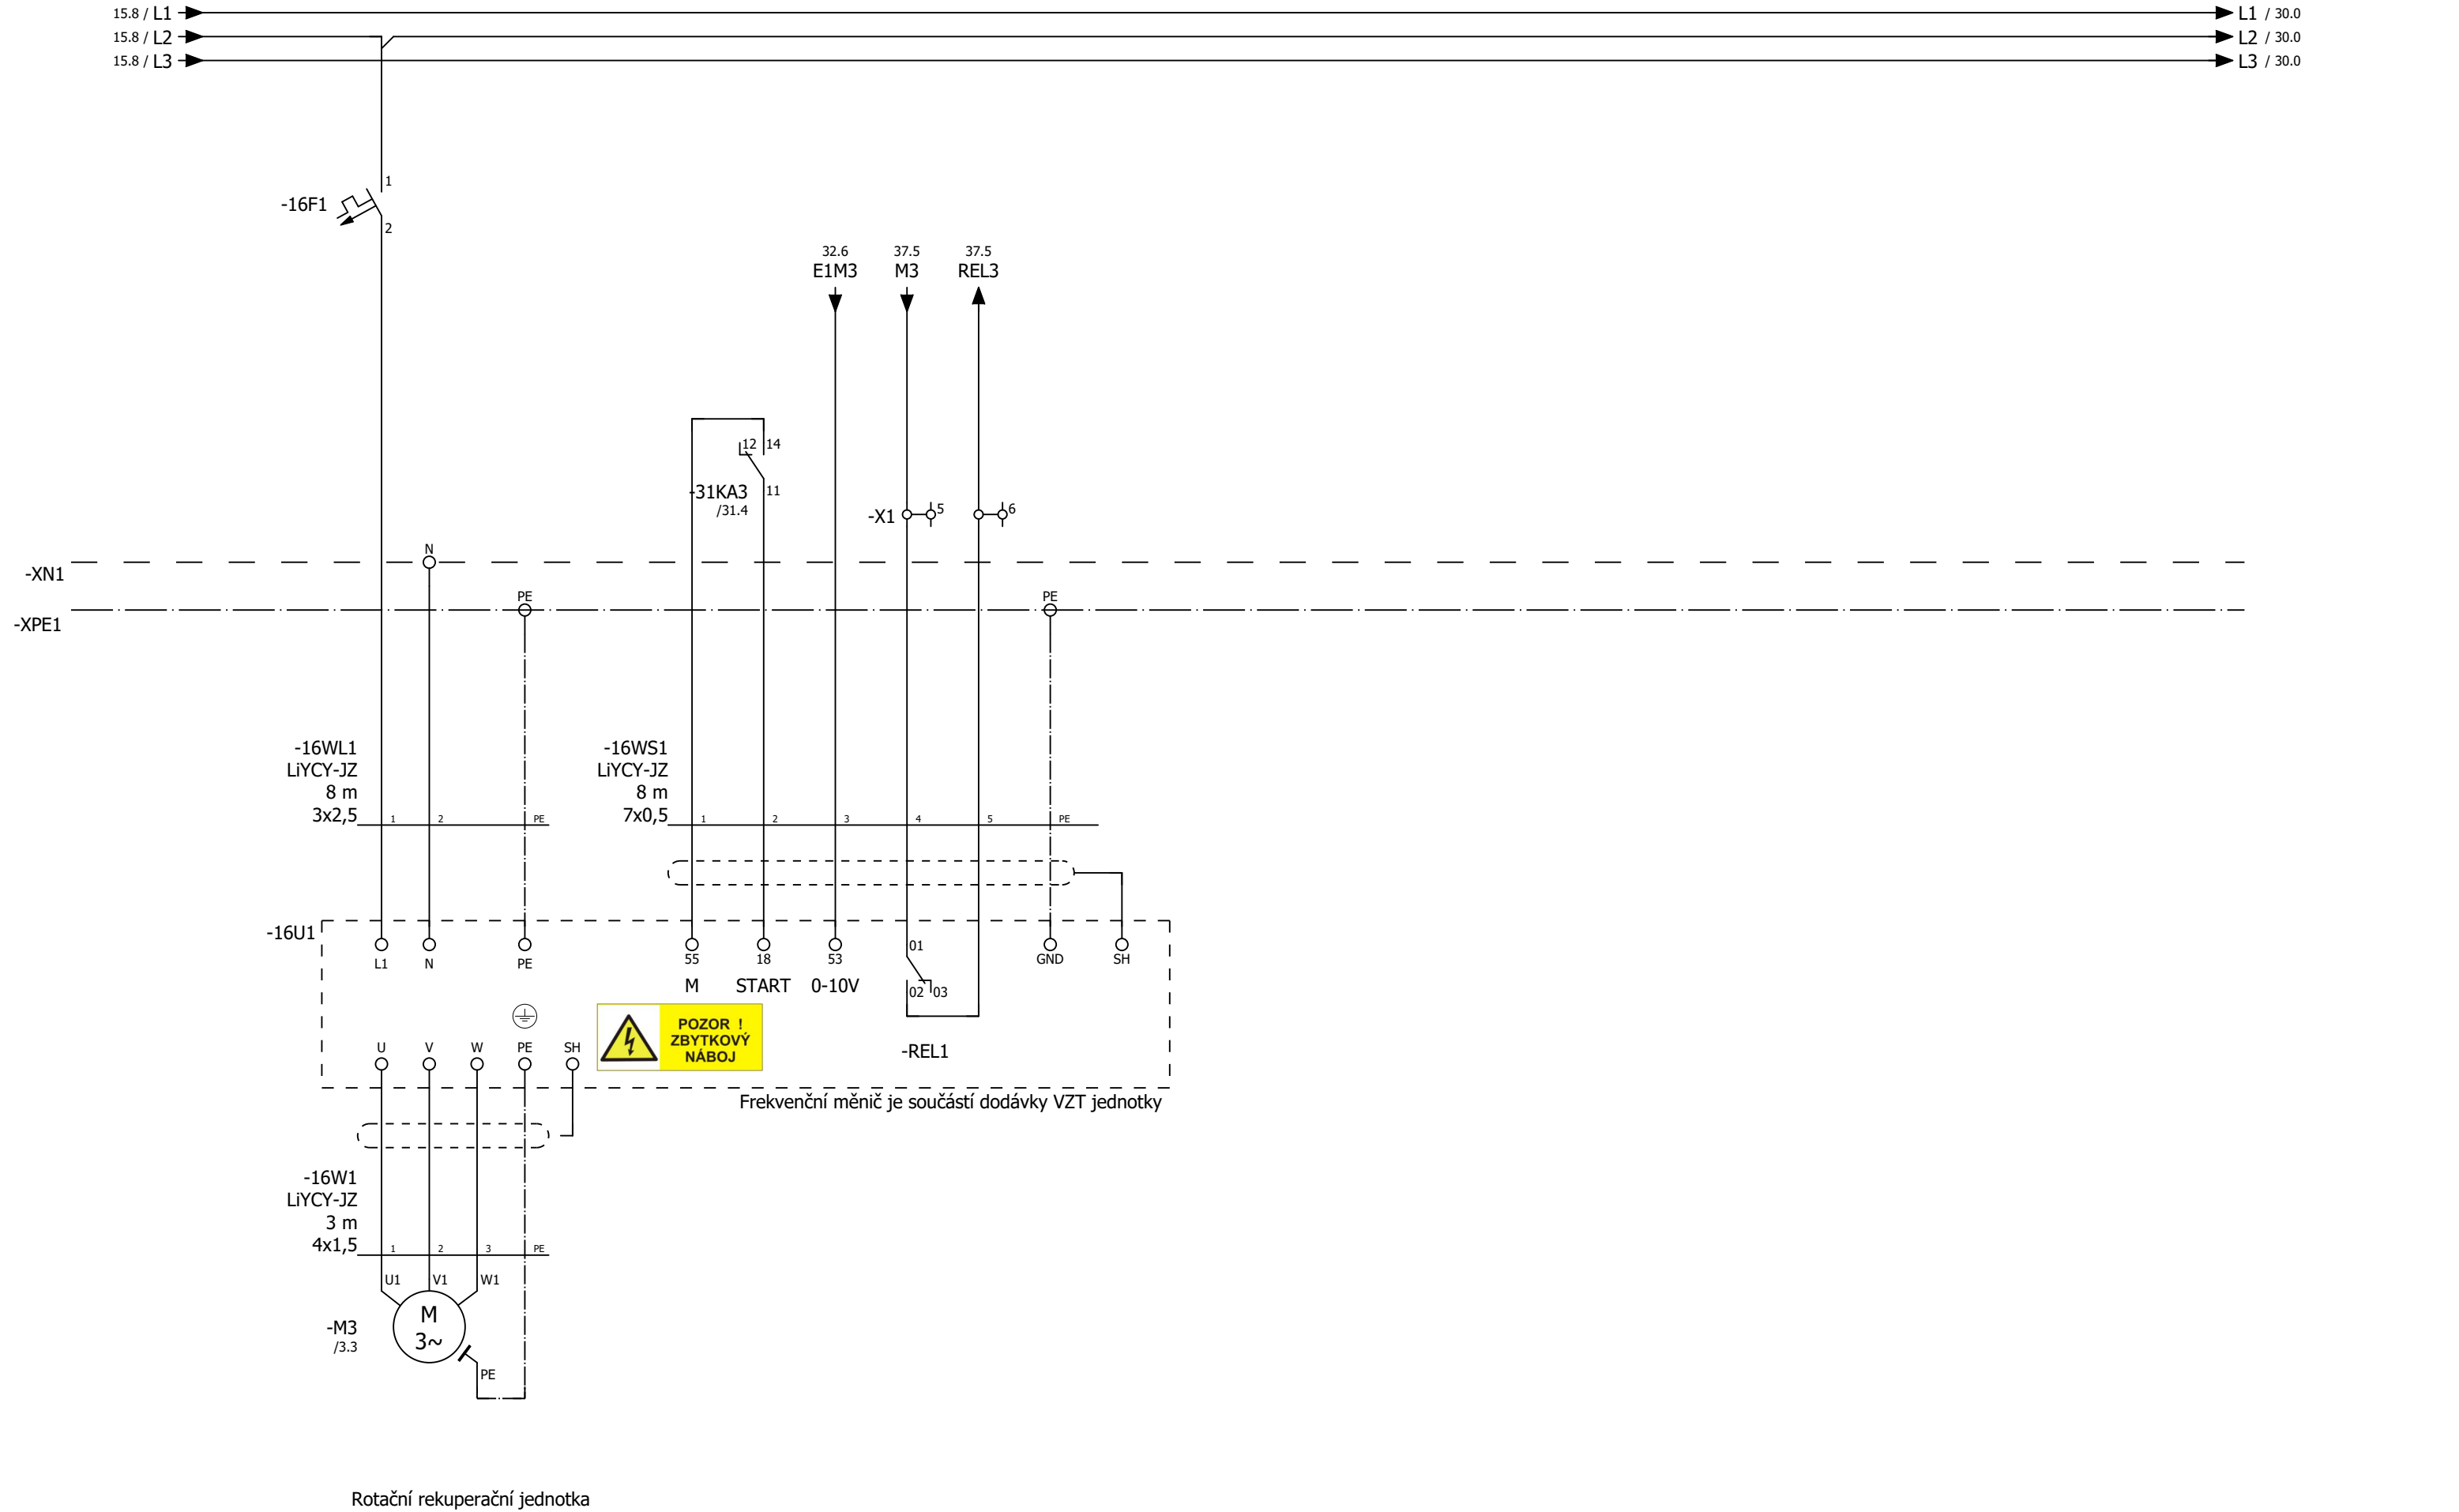 15.8 / L1
L1 / 30.0
15.8 / L2
L2 / 30.0
15.8 / L3
L3 / 30.0
1
-16F1
2
32.6
37.5
37.5
E1M3
M3
REL3
12
14
-31KA3
11
/31.4
-X1
5
6
N
-XN1
PE
PE
-XPE1
-16WL1
LiYCY-JZ
8 m
3x2,5
1
2
PE
-16WS1
LiYCY-JZ
8 m
7x0,5
1
2
3
4
5
PE
-16U1
L1
N
PE
55
18
53
01
GND
SH
M
START
0-10V
02
03
POZOR !
ZBYTKOVÝ
NÁBOJ
-REL1
U
V
W
PE
SH
Frekvenční měnič je součástí dodávky VZT jednotky
-16W1
LiYCY-JZ
3 m
4x1,5
1
2
3
PE
U1
V1
W1
M
3~
-M3
/3.3
PE
Rotační rekuperační jednotka